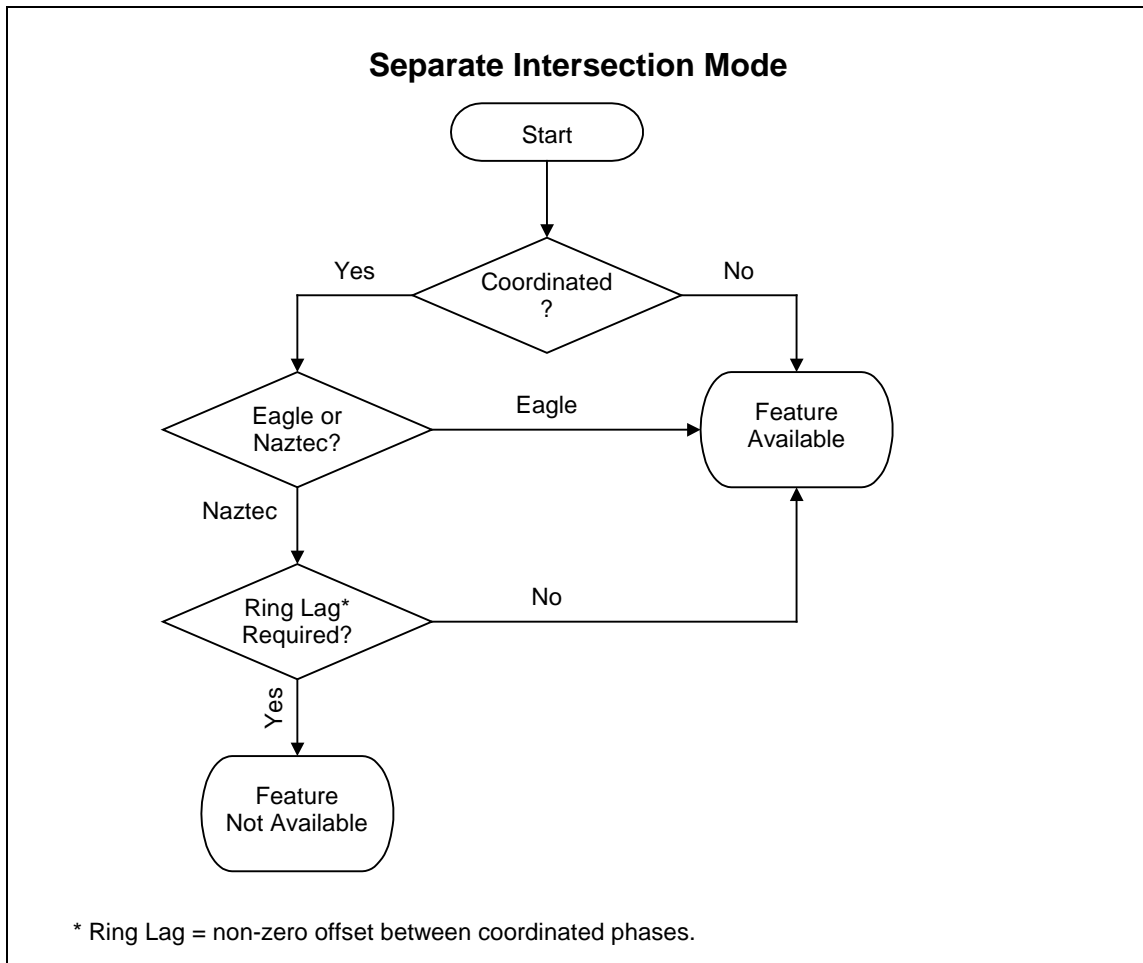 Separate Intersection Mode
Start
Yes
Coordinated
?
No
Eagle or
Naztec?
Eagle
Feature
Available
Naztec
Ring Lag*
Required?
No
Yes
Feature
Not Available
* Ring Lag = non-zero offset between coordinated phases.